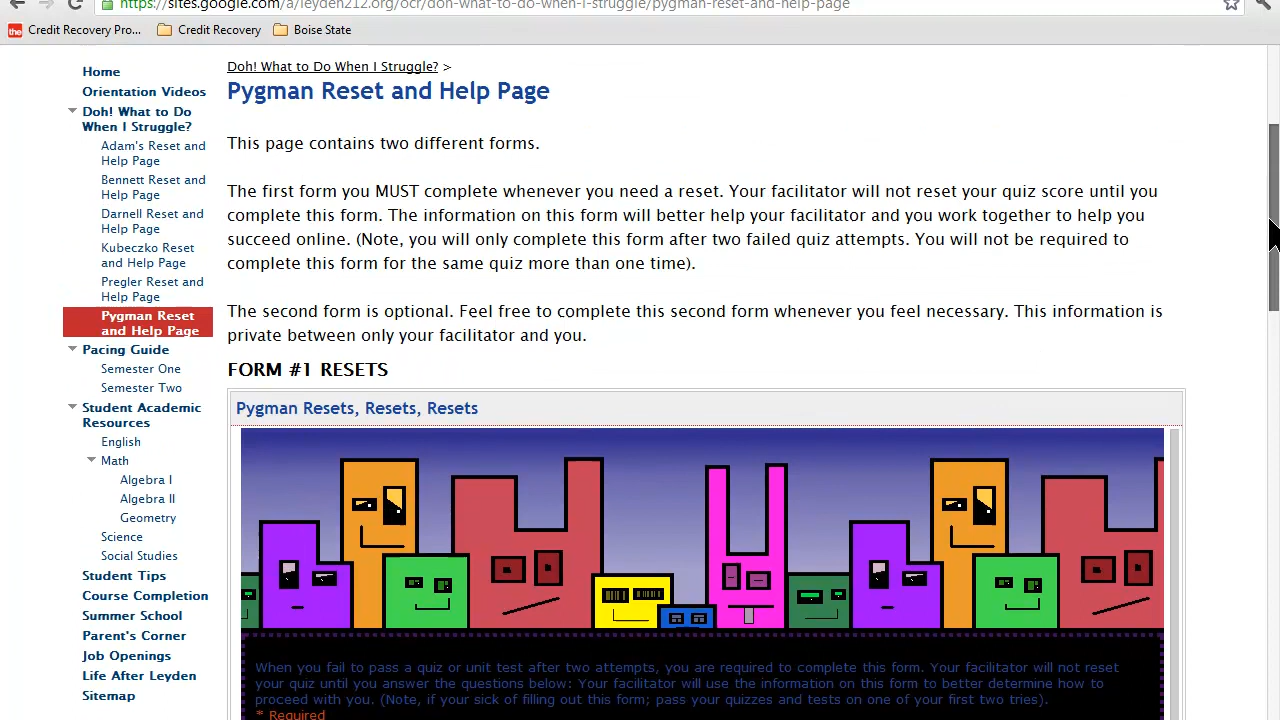 https://sites.google.com/a/leyden212.org/ocr/doh-what-to-do-when-i-struggle/pygman-reset-and-help-page
the Credit Recovery Pro... Credit Recovery Boise State
Home
Orientation Videos
Doh! What to Do
When I Struggle?
Adam's Reset and
Help Page
Bennett Reset and
Help Page
Darnell Reset and
Help Page
Kubeczko Reset
and Help Page
Pregler Reset and
Help Page
Pygman Reset
and Help Page
Pacing Guide
Semester One
Semester Two
Student Academic
Resources
English
Math
Algebra I
Algebra II
Geometry
Science
Social Studies
Student Tips
Course Completion
Summer School
Parent's Corner
Job Openings
Life After Leyden
Sitemap
Doh! What to Do When I Struggle? >
Pygman Reset and Help Page
This page contains two different forms.
The first form you MUST complete whenever you need a reset. Your facilitator will not reset your quiz score until you
complete this form. The information on this form will better help your facilitator and you work together to help you
succeed online. (Note, you will only complete this form after two failed quiz attempts. You will not be required to
complete this form for the same quiz more than one time).
The second form is optional. Feel free to complete this second form whenever you feel necessary. This information is
private between only your facilitator and you.
FORM #1 RESETS
Pygman Resets, Resets, Resets
When you fail to pass a quiz or unit test after two attempts, you are required to complete this form. Your facilitator will not reset
your quiz until you answer the questions below: Your facilitator will use the information on this form to better determine how to
proceed with you. (Note, if your sick of filling out this form; pass your quizzes and tests on one of your first two tries).
* Required